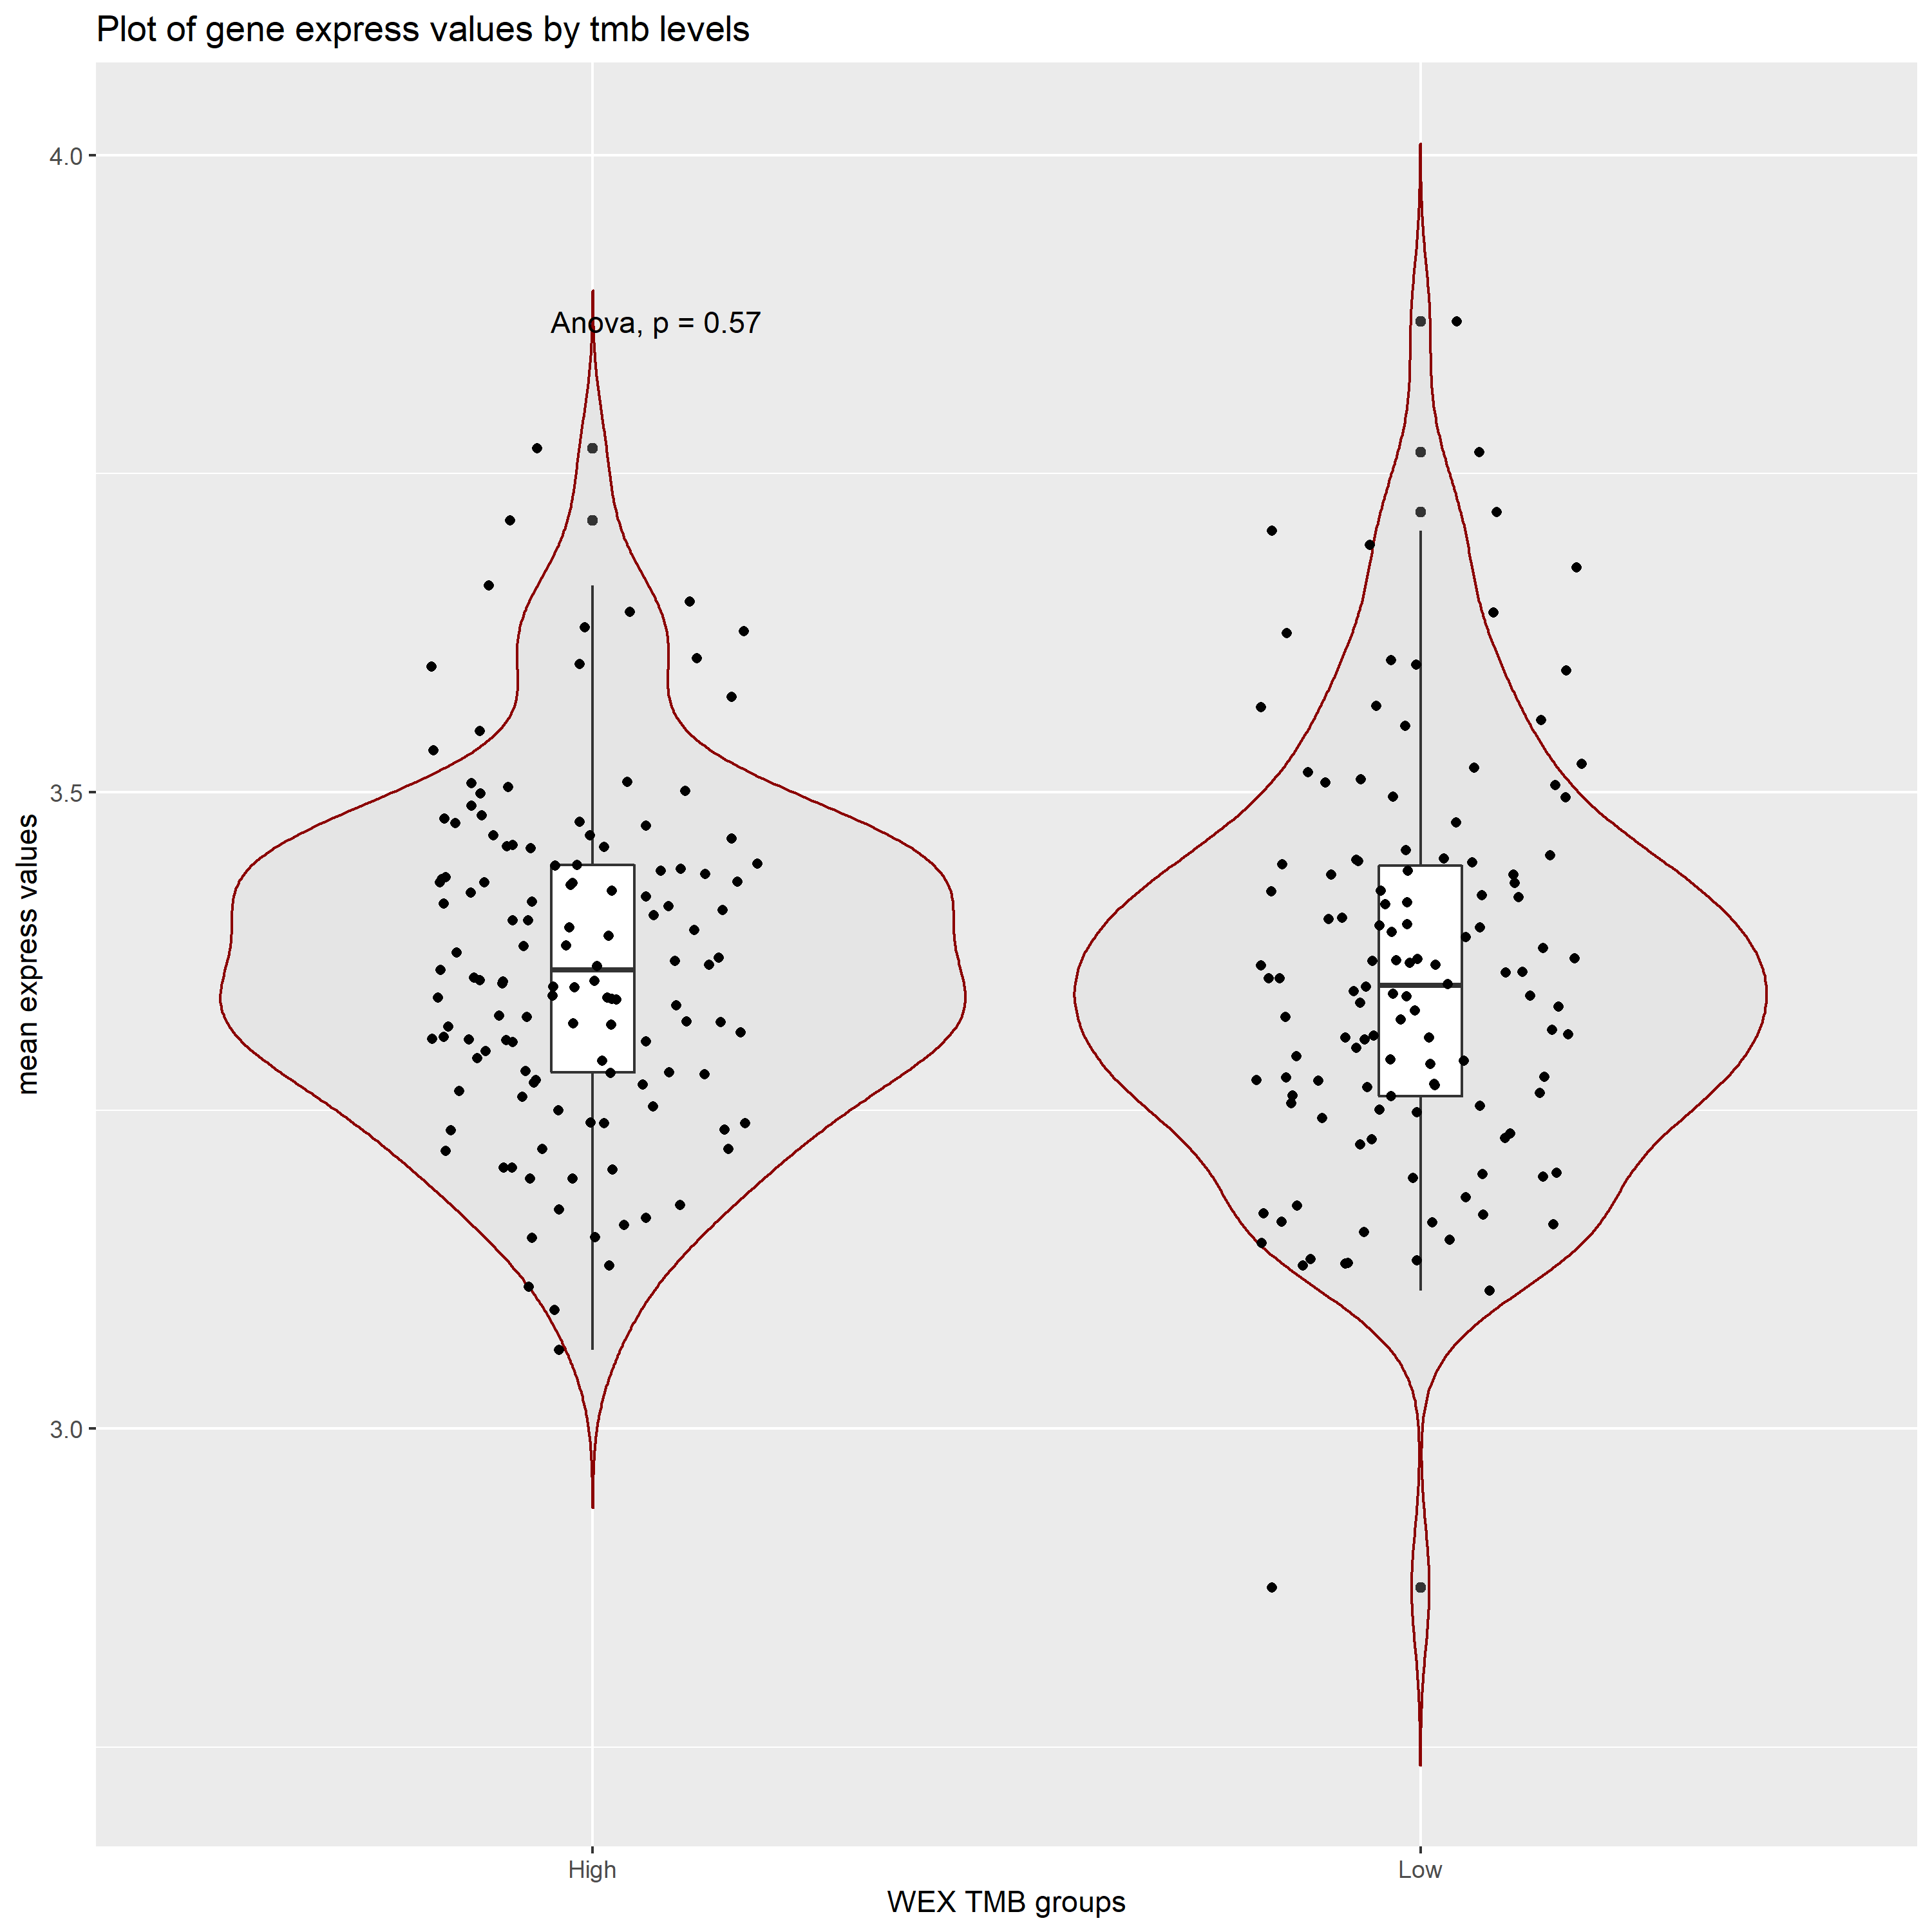 Plot of gene express values by tmb levels
4.0
Anova, p = 0.57
3.5
mean express values
3.0
High
Low
WEX TMB groups